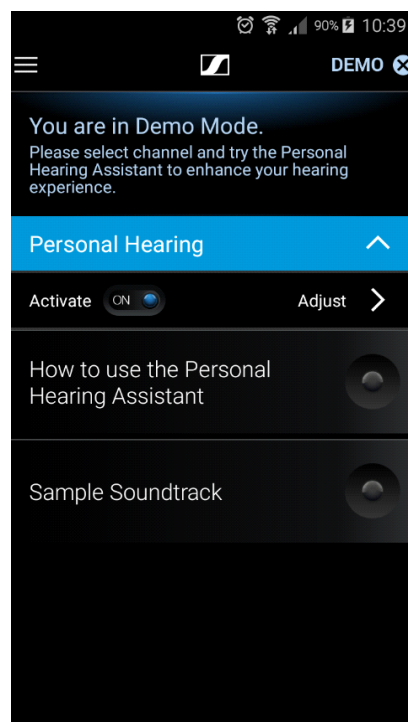 90% 10:39
DEMO
You are in Demo Mode.
Please select channel and try the Personal
Hearing Assistant to enhance your hearing
experience.
Personal Hearing
Activate ON Adjust
How to use the Personal
Hearing Assistant
Sample Soundtrack